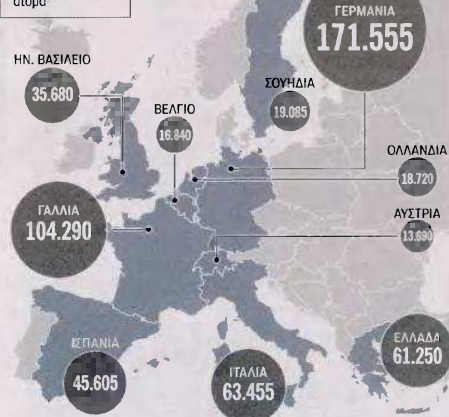 άτομα
ΓΕΡΜΑΝΙΑ
171.555
ΗΝ. ΒΑΣΙΛΕΙΟ
35.680
ΒΕΛΓΙΟ
16.840
ΣΟΥΗΔΙΑ
19.085
ΟΛΛΑΝΔΙΑ
18.720
ΓΑΛΛΙΑ
104.290
ΑΥΣΤΡΙΑ
13.690
ΙΣΠΑΝΙΑ
45.605
ΙΤΑΛΙΑ
63.455
ΕΛΛΑΔΑ
61.250